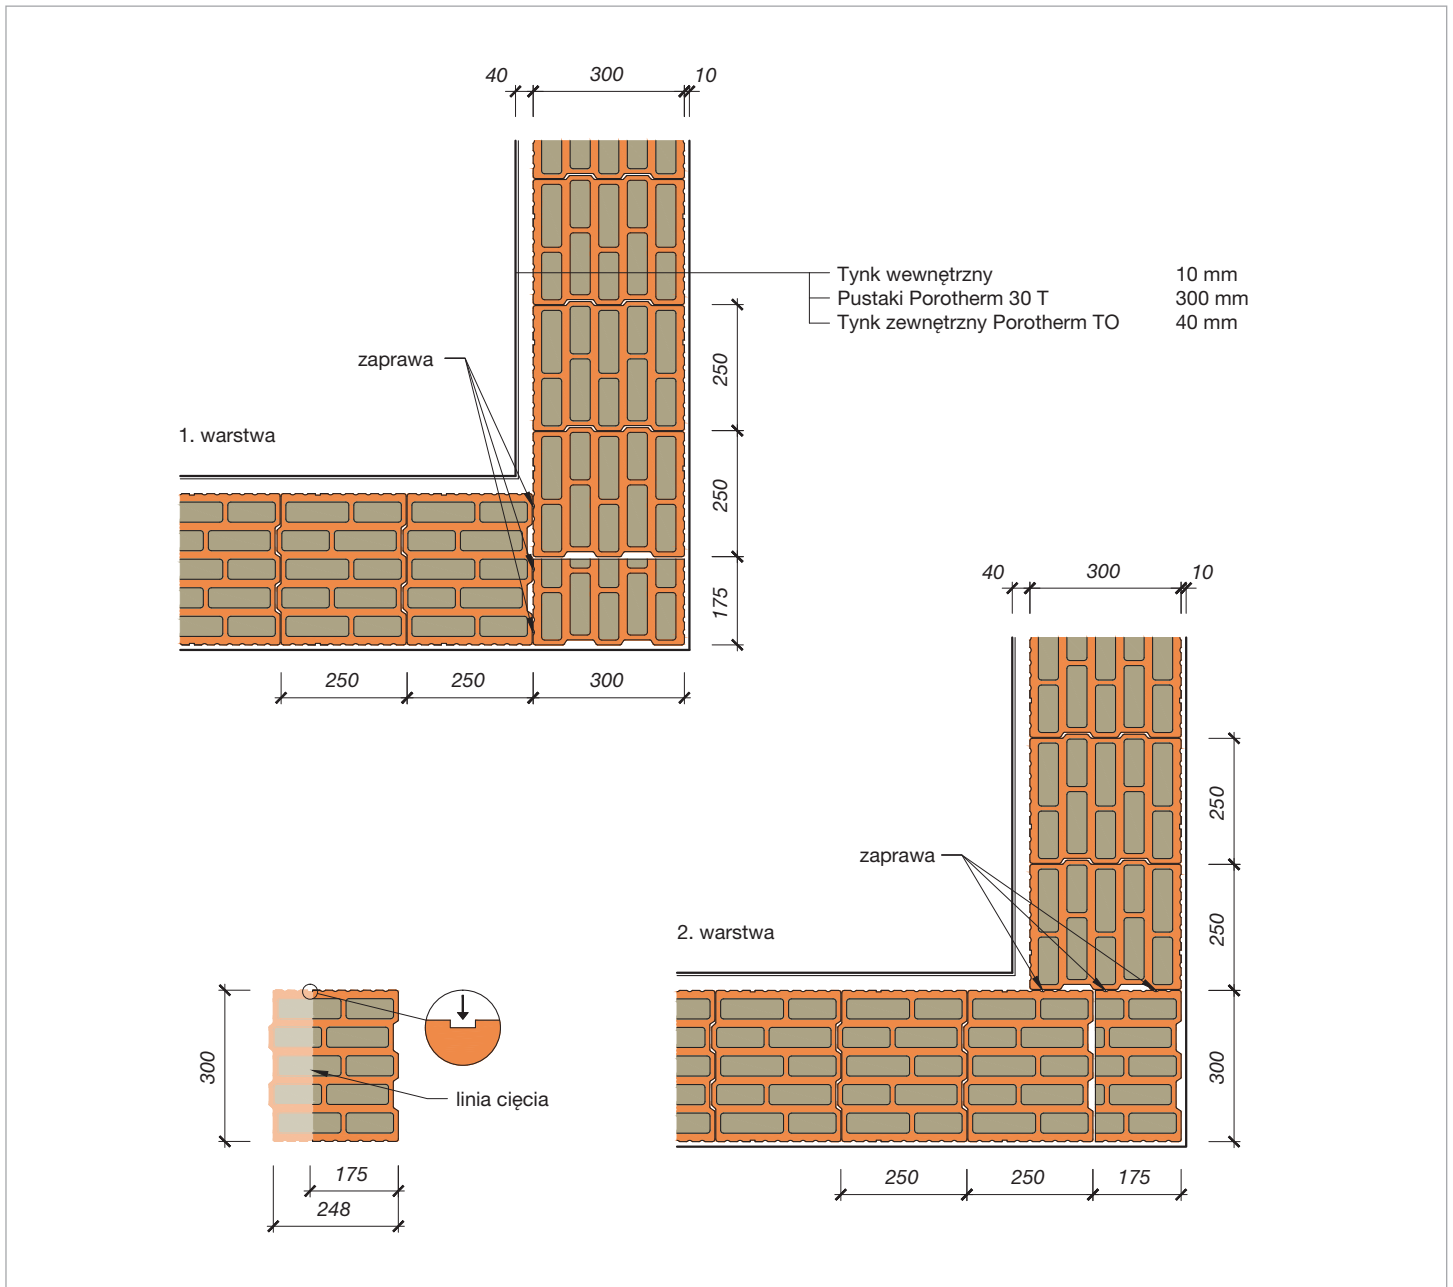 40 300 10
Tynk wewnętrzny 10 mm
Pustaki Porotherm 30 T 300 mm
Tynk zewnętrzny Porotherm TO 40 mm
zaprawa
250
1. warstwa
250
175
250 250 300
40 300 10
250
zaprawa
250
2. warstwa
300
300
linia cięcia
175
248
250 250 175